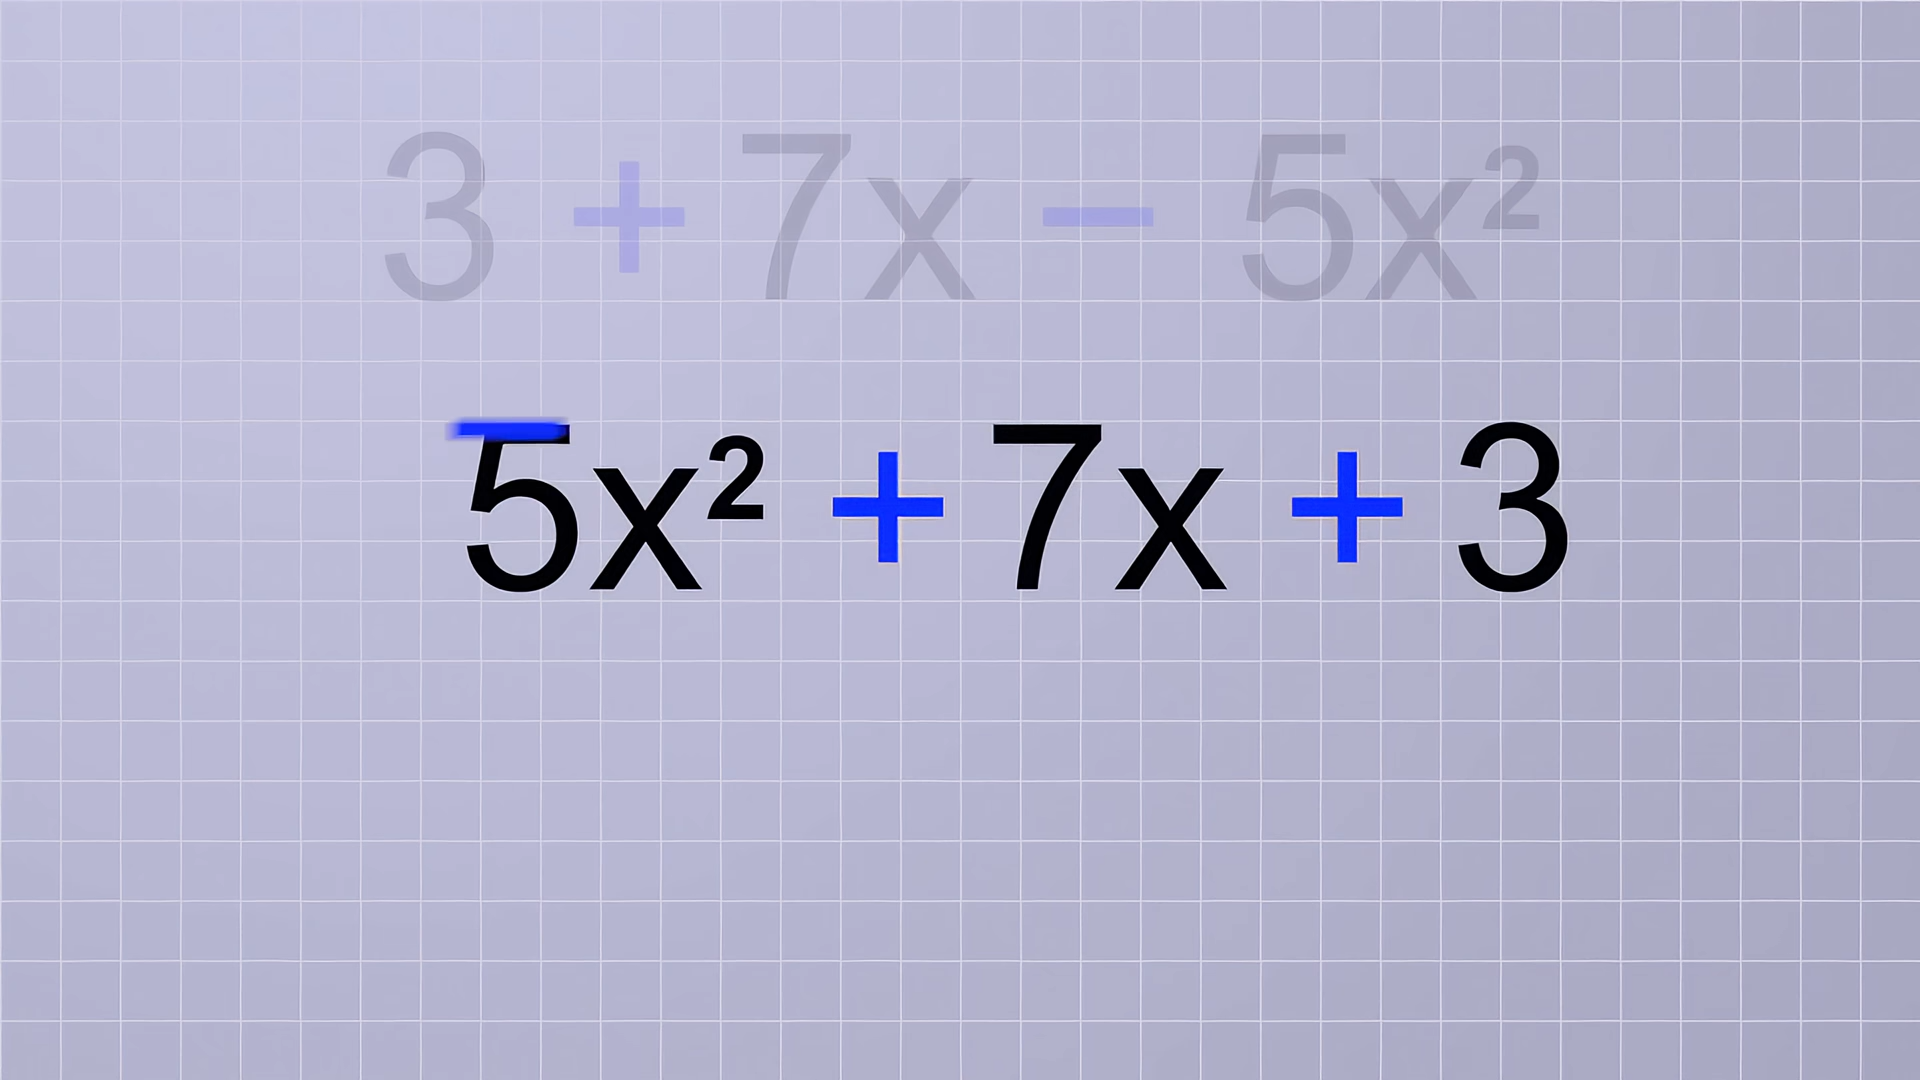 3 + 7x − 5x²
−5x² + 7x + 3